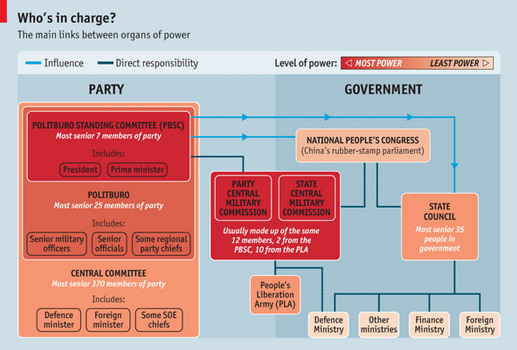 Who's in charge?
The main links between organs of power
Influence
Direct responsibility
Level of power:
MOST POWER
LEAST POWER
PARTY
GOVERNMENT
POLITBURO STANDING COMMITTEE (PBSC)
Most senior 7 members of party
Includes:
President
Prime minister
POLITBURO
Most senior 25 members of party
Includes:
Senior military
officers
Senior
officials
Some regional
party chiefs
CENTRAL COMMITTEE
Most senior 370 members of party
Includes:
Defence
minister
Foreign
minister
Some SOE
chiefs
NATIONAL PEOPLE'S CONGRESS
(China's rubber-stamp parliament)
PARTY
CENTRAL
MILITARY
COMMISSION
STATE
CENTRAL
MILITARY
COMMISSION
Usually made up of the same
12 members, 2 from the
PBSC, 10 from the PLA
STATE
COUNCIL
Most senior 35
people in
government
People's
Liberation
Army (PLA)
Defence
Ministry
Other
ministries
Finance
Ministry
Foreign
Ministry